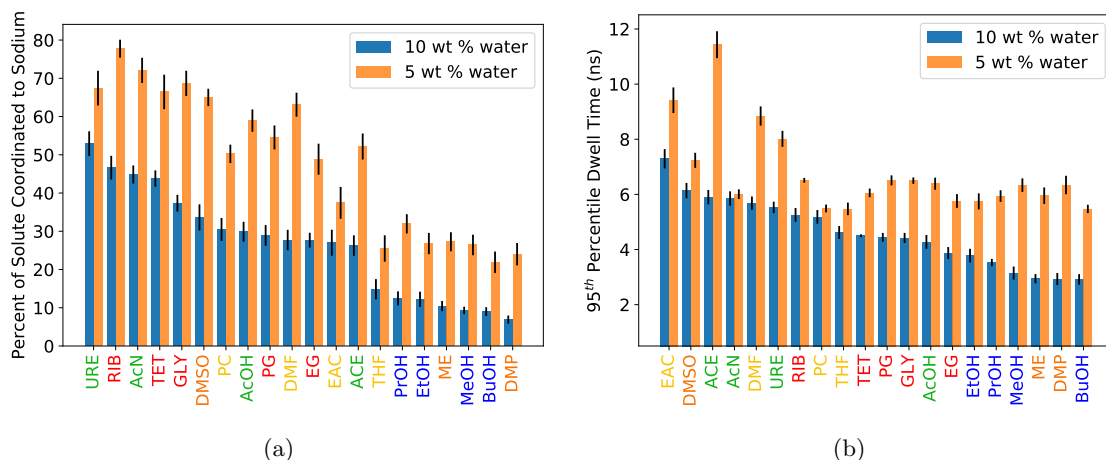 Percent of Solute Coordinated to Sodium
80
70
60
50
40
30
20
10
0
10 wt % water
5 wt % water
URE RIB AcN TET GLY DMSO PC AcOH PG DMF EG EAC ACE THF PrOH EtOH ME MeOH BuOH DMP
(a)
95th Percentile Dwell Time (ns)
12
10
8
6
4
2
10 wt % water
5 wt % water
EAC DMSO ACE AcN DMF URE RIB PC THF TET PG GLY AcOH EG EtOH PrOH MeOH ME DMP BuOH
(b)